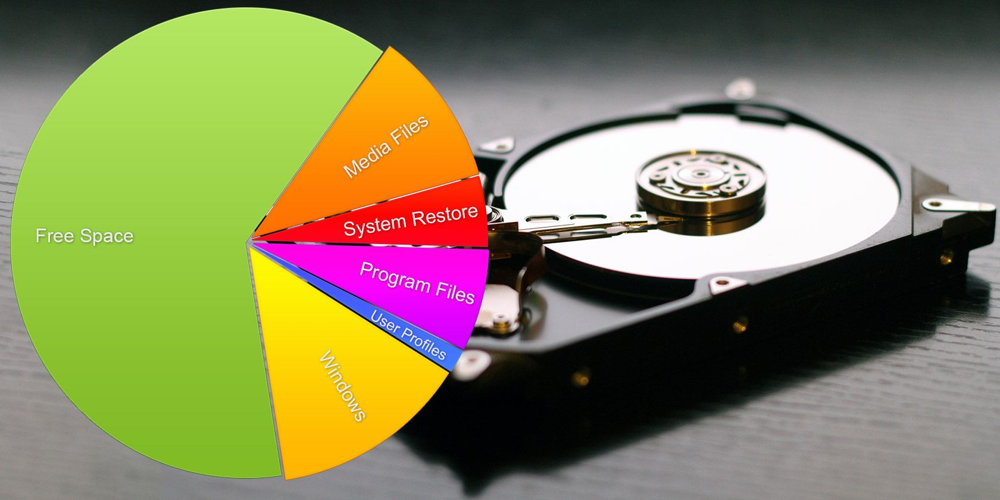 Free Space
Media Files
System Restore
Program Files
User Profiles
Windows